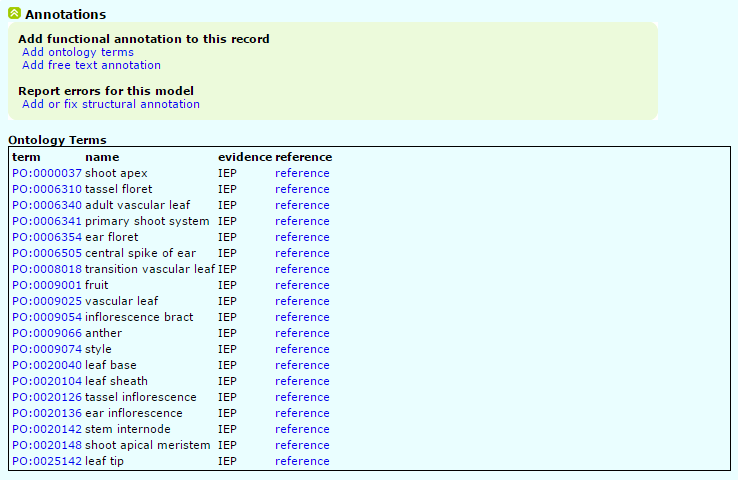 Annotations
Add functional annotation to this record
Add ontology terms
Add free text annotation
Report errors for this model
Add or fix structural annotation
Ontology Terms
term name evidence reference
PO:0000037 shoot apex IEP reference
PO:0006310 tassel floret IEP reference
PO:0006340 adult vascular leaf IEP reference
PO:0006341 primary shoot system IEP reference
PO:0006354 ear floret IEP reference
PO:0006505 central spike of ear IEP reference
PO:0008018 transition vascular leaf IEP reference
PO:0009001 fruit IEP reference
PO:0009025 vascular leaf IEP reference
PO:0009054 inflorescence bract IEP reference
PO:0009066 anther IEP reference
PO:0009074 style IEP reference
PO:0020040 leaf base IEP reference
PO:0020104 leaf sheath IEP reference
PO:0020126 tassel inflorescence IEP reference
PO:0020136 ear inflorescence IEP reference
PO:0020142 stem internode IEP reference
PO:0020148 shoot apical meristem IEP reference
PO:0025142 leaf tip IEP reference